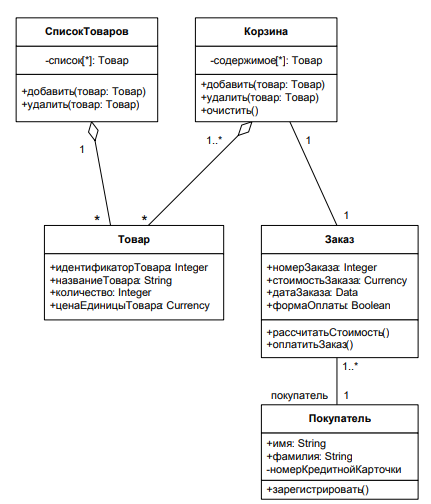 СписокТоваров
-список[*]: Товар
+добавить(товар: Товар)
+удалить(товар: Товар)
Корзина
-содержимое[*]: Товар
+добавить(товар: Товар)
+удалить(товар: Товар)
+очистить()
1
1..*
1
*
*
1
Товар
+идентификаторТовара: Integer
+названиеТовара: String
+количество: Integer
+ценаЕдиницыТовара: Currency
Заказ
+номерЗаказа: Integer
+стоимостьЗаказа: Currency
+датаЗаказа: Data
+формаОплаты: Boolean
+рассчитатьСтоимость()
+оплатитьЗаказ()
1..*
покупатель 1
Покупатель
+имя: String
+фамилия: String
-номерКредитнойКарточки
+зарегистрировать()